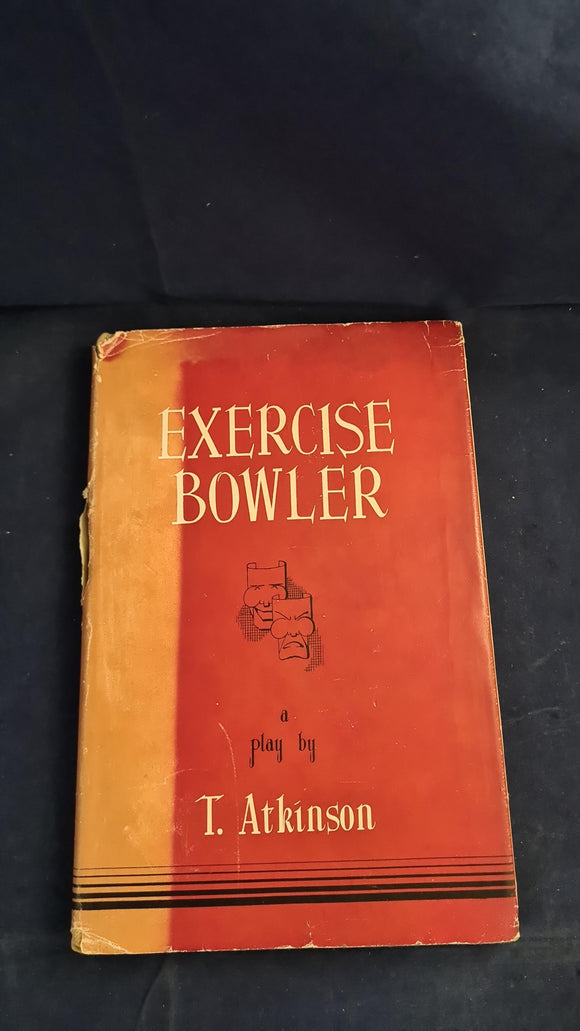 EXERCISE
BOWLER
a
play by
T. Atkinson